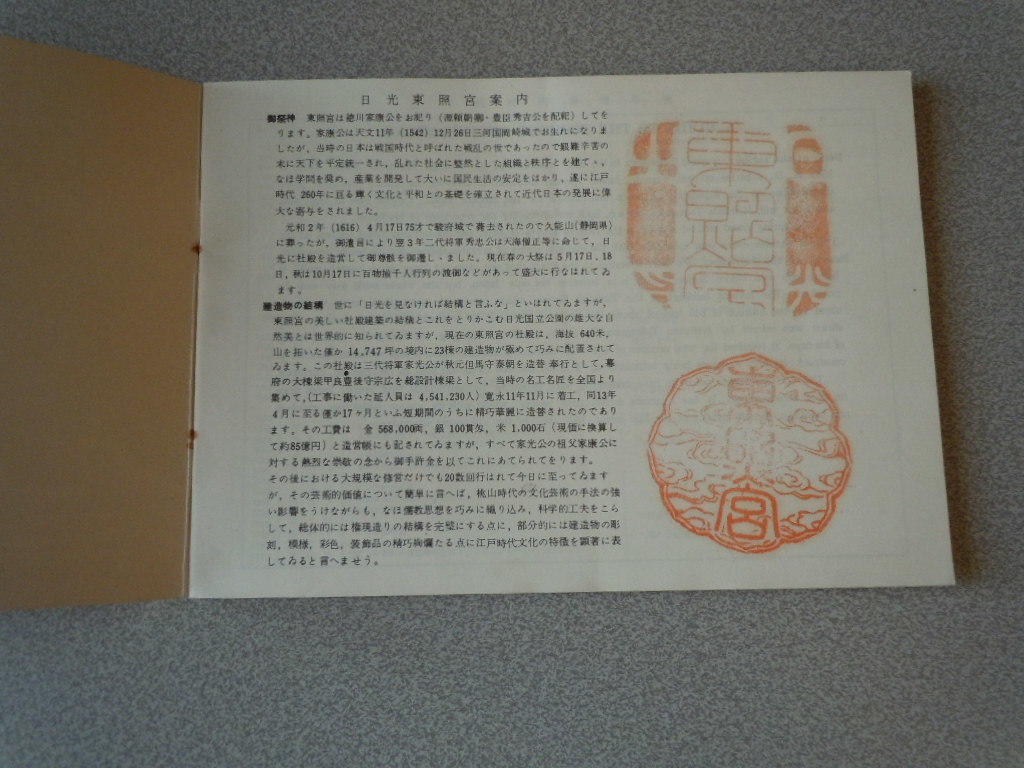 日光東照宮案内
御祭神 東照宮は徳川家康公をお祀り(源頼朝卿・豊臣秀吉公を配祀)してを
ります。家康公は天文11年(1542)12月26日三河国岡崎城でお生れになりま
したが、当時の日本は戦国時代と呼ばれた戦乱の世であったので艱難辛苦の
末に天下を平定統一され、乱れた社会に整然とした組織と秩序とを建て、
なほ学問を奨め、産業を開発して大いに国民生活の安定をはかり、遂に江戸
時代 260年に亘る輝く文化と平和との基礎を確立されて近代日本の発展に偉
大な寄与をされました。
元和2年(1616)4月17日75才で駿府城で薨去されたので久能山(静岡県)
に葬ったが、御遺言により翌3年二代将軍秀忠公は天海僧正等に命じて、日
光に社殿を造営して御尊骸を御遷しゝました。現在春の大祭は5月17日、18
日、秋は10月17日に百物揃千人行列の渡御などがあって盛大に行なはれてゐ
ます。
建造物の結構 世に「日光を見なければ結構と言ふな」といはれてゐますが、
東照宮の美しい社殿建築の結構とこれをとりかこむ日光国立公園の雄大な自
然美とは世界的に知られてゐますが、現在の東照宮の社殿は、海抜 640米、
山を拓いた僅か 14,747 坪の境内に23棟の建造物が極めて巧みに配置されて
ゐます。この社殿は三代将軍家光公が秋元但馬守泰朝を造替 奉行として、幕
府の大棟梁甲良豊後守宗広を総設計棟梁として、当時の名工名匠を全国より
集めて、(工事に働いた延人員は 4,541,230人)寛永11年11月に着工、同13年
4月に至る僅か17ヶ月といふ短期間のうちに精巧華麗に造替されたのであり
ます。その工費は 金 568,000両、銀 100貫匁、米 1,000石(現価に換算し
て約85億円)と造営帳にも記されてゐますが、すべて家光公の祖父家康公に
対する熱烈な崇敬の念から御手許金を以てこれにあてられてをります。
その後における大規模な修営だけでも20数回行はれて今日に至ってゐます
が、その芸術的価値について簡単に言へば、桃山時代の文化芸術の手法の強
い影響をうけながらも、なほ儒教思想を巧みに織り込み、科学的工夫をこら
して、総体的には権現造りの結構を完璧にする点に、部分的には建造物の彫
刻、模様、彩色、装飾品の精巧絢爛たる点に江戸時代文化の特徴を顕著に表
してゐると言へませう。
東照宮
日
光
東照宮